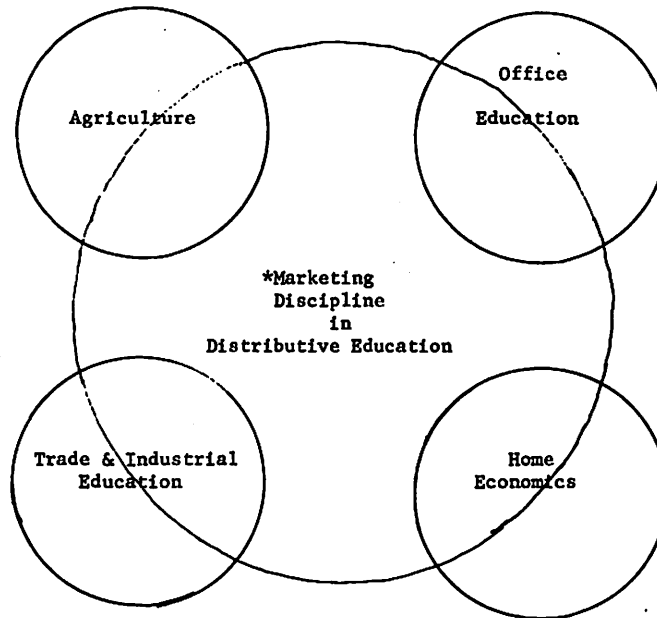 Agriculture
Office
Education
*Marketing
Discipline
in
Distributive Education
Trade & Industrial
Education
Home
Economics